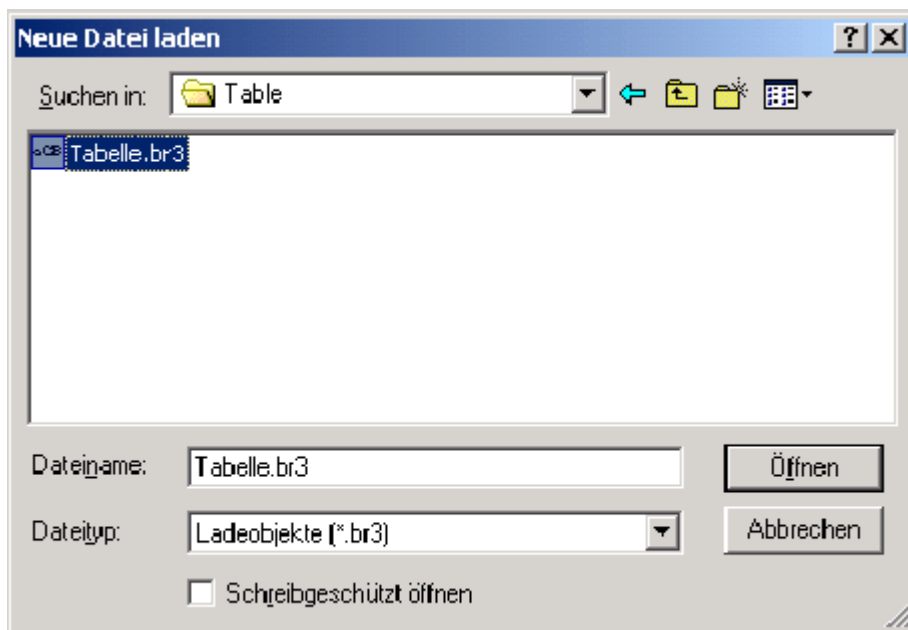 Neue Datei laden
Suchen in: Table
Tabelle.br3
Dateiname: Tabelle.br3 Öffnen
Dateityp: Ladeobjekte (*.br3) Abbrechen
Schreibgeschützt öffnen